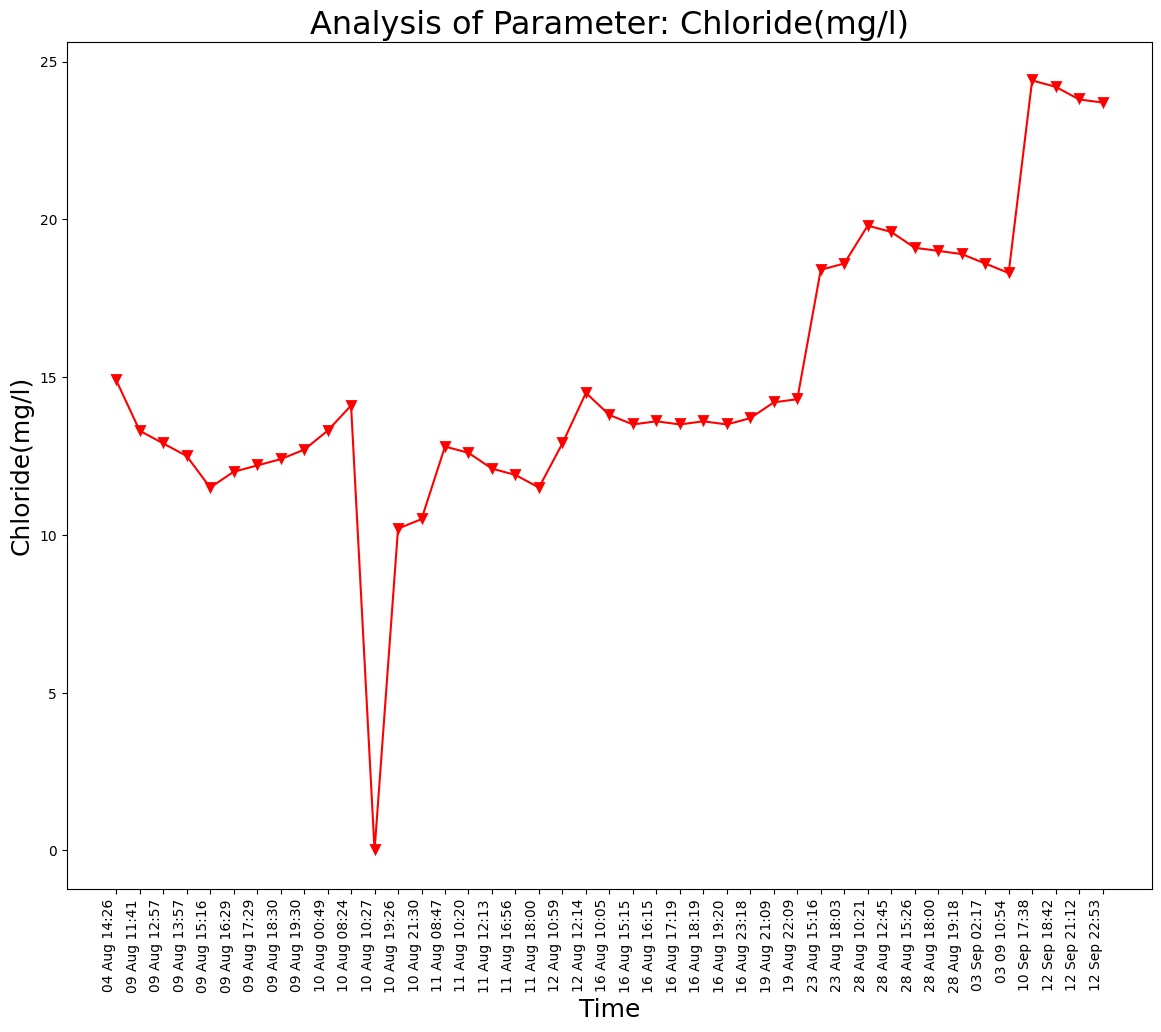 Analysis of Parameter: Chloride(mg/l)
Chloride(mg/l)
25
20
15
10
5
0
04 Aug 14:26
09 Aug 11:41
09 Aug 12:57
09 Aug 13:57
09 Aug 15:16
09 Aug 16:29
09 Aug 17:29
09 Aug 18:30
09 Aug 19:30
10 Aug 00:49
10 Aug 08:24
10 Aug 10:27
10 Aug 19:26
10 Aug 21:30
11 Aug 08:47
11 Aug 10:20
11 Aug 12:13
11 Aug 16:56
11 Aug 18:00
12 Aug 10:59
12 Aug 12:14
16 Aug 10:05
16 Aug 15:15
16 Aug 16:15
16 Aug 17:19
16 Aug 18:19
16 Aug 19:20
16 Aug 23:18
19 Aug 21:09
19 Aug 22:09
23 Aug 15:16
23 Aug 18:03
28 Aug 10:21
28 Aug 12:45
28 Aug 15:26
28 Aug 18:00
28 Aug 19:18
03 Sep 02:17
03 09 10:54
10 Sep 17:38
12 Sep 18:42
12 Sep 21:12
12 Sep 22:53
Time